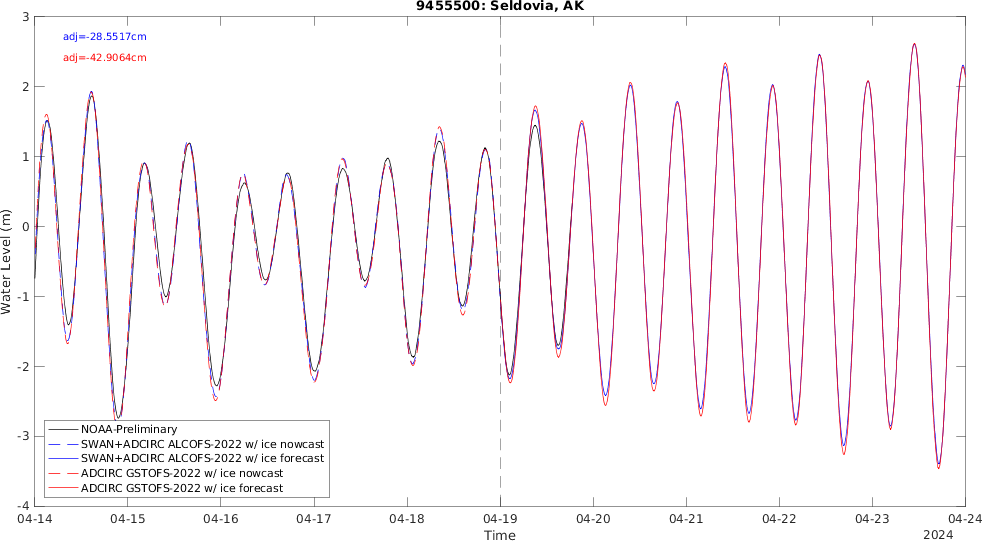 9455500: Seldovia, AK
adj=-28.5517cm
adj=-42.9064cm
Water Level (m)
3
2
1
0
-1
-2
-3
-4
NOAA-Preliminary
SWAN+ADCIRC ALCOFS-2022 w/ ice nowcast
SWAN+ADCIRC ALCOFS-2022 w/ ice forecast
ADCIRC GSTOFS-2022 w/ ice nowcast
ADCIRC GSTOFS-2022 w/ ice forecast
04-14 04-15 04-16 04-17 04-18 04-19 04-20 04-21 04-22 04-23 04-24
Time
2024